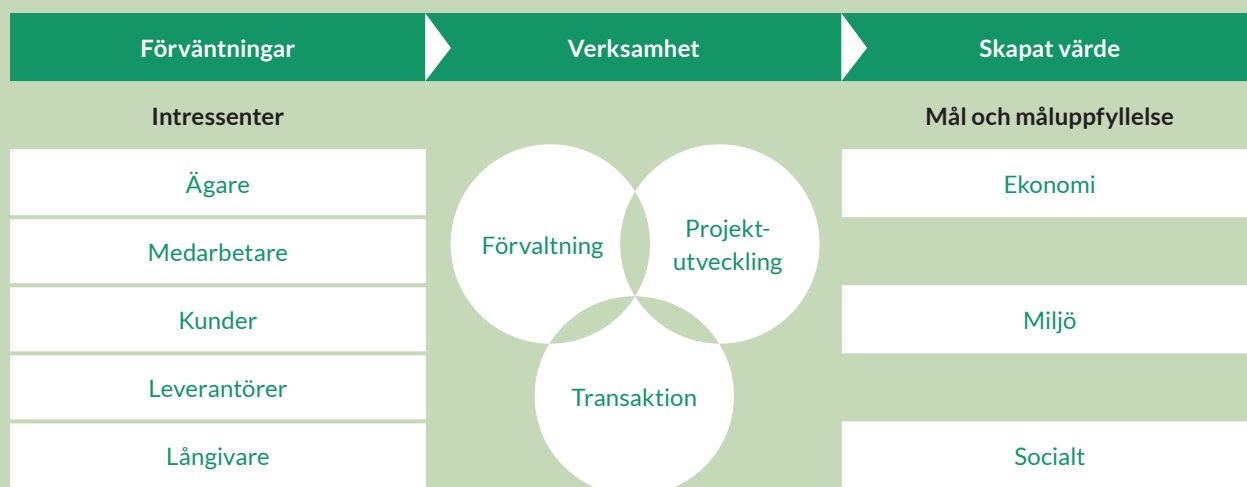 Förväntningar
Verksamhet
Skapat värde
Intressenter
Ägare
Medarbetare
Kunder
Leverantörer
Långivare
Förvaltning
Projekt-
utveckling
Transaktion
Mål och måluppfyllelse
Ekonomi
Miljö
Socialt